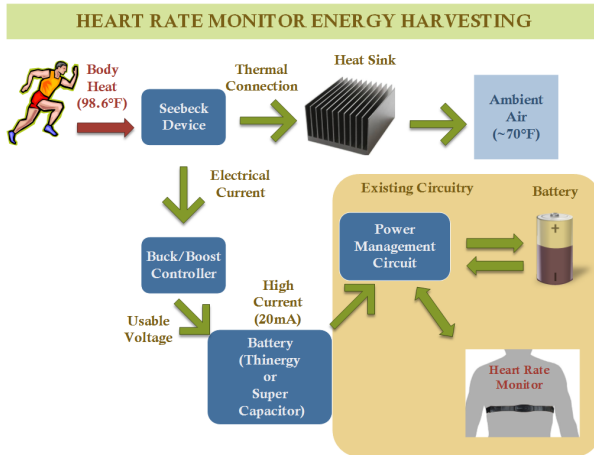 HEART RATE MONITOR ENERGY HARVESTING
Body
Heat
(98.6°F)
Seebeck
Device
Thermal
Connection
Heat Sink
Ambient
Air
(~70°F)
Electrical
Current
Existing Circuitry
Battery
+
I
Power
Management
Circuit
Buck/Boost
Controller
High
Current
(20mA)
Usable
Voltage
Battery
(Thinergy
or
Super
Capacitor)
Heart Rate
Monitor